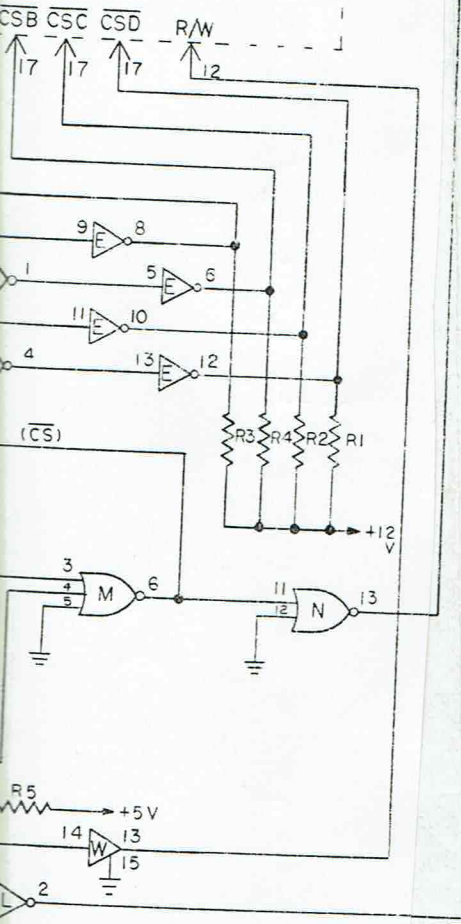 CSB CSC CSD R/W
17 17 17 12
9 E 8
1 5 E 6
11 E 10
4 13 E 12
(CS)
R3 R4 R2 R1
+12
V
3
4 M 6
5
11
12 N 13
R5
+5V
14 W 13
15
L 2